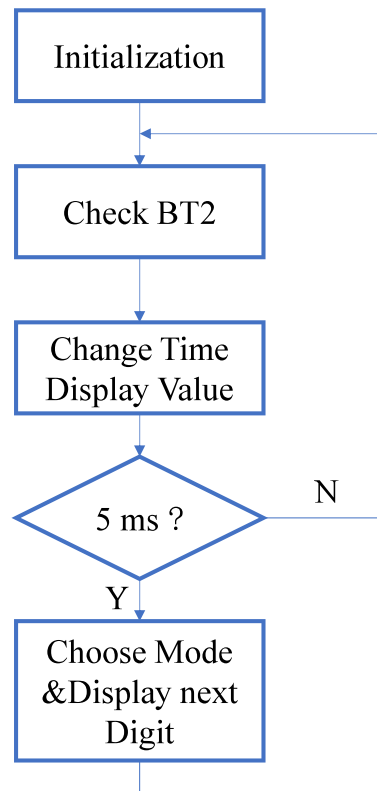 Initialization
Check BT2
Change Time
Display Value
5 ms ?
N
Y
Choose Mode
&Display next
Digit